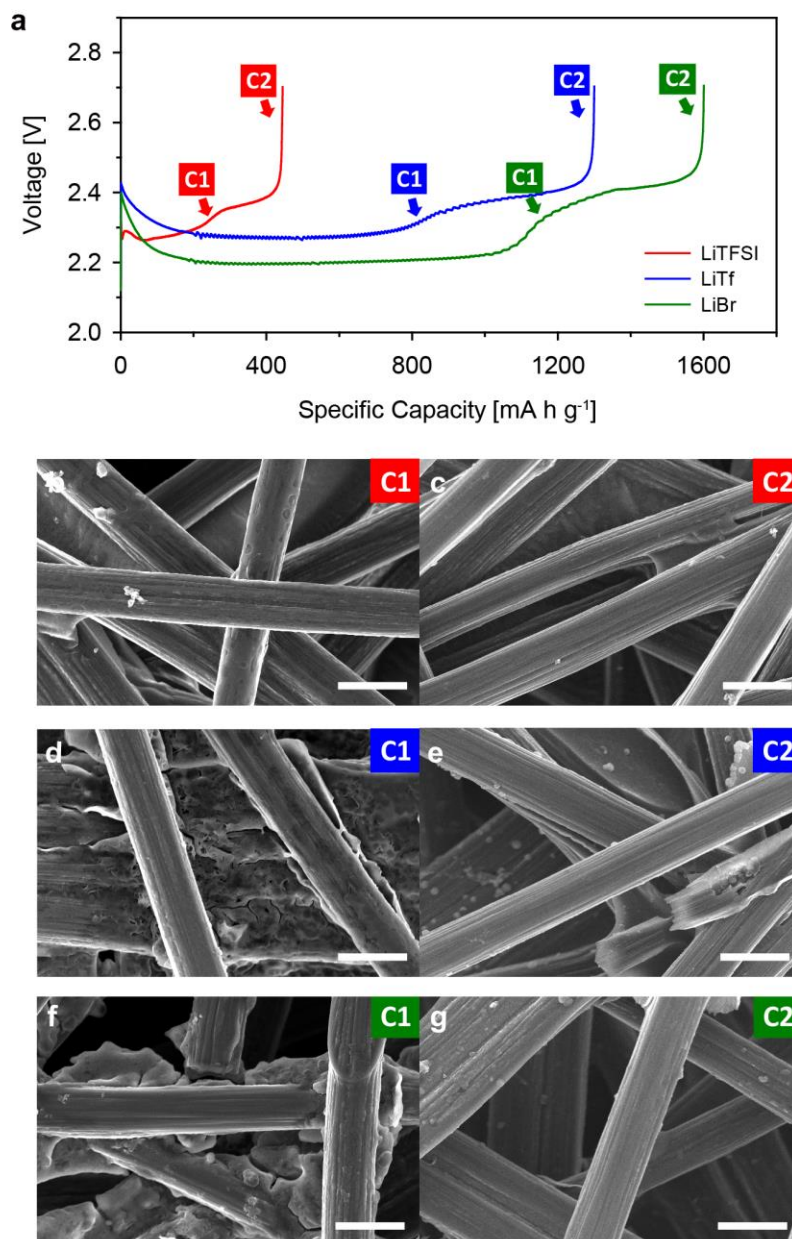 a
2.8
2.6
2.4
2.2
2.0
Voltage [V]
C2
C2
C2
C1
C1
C1
LiTFSI
LiTf
LiBr
0
400
800
1200
1600
Specific Capacity [mA h g⁻¹]
b
C1
c
C2
d
C1
e
C2
f
C1
g
C2